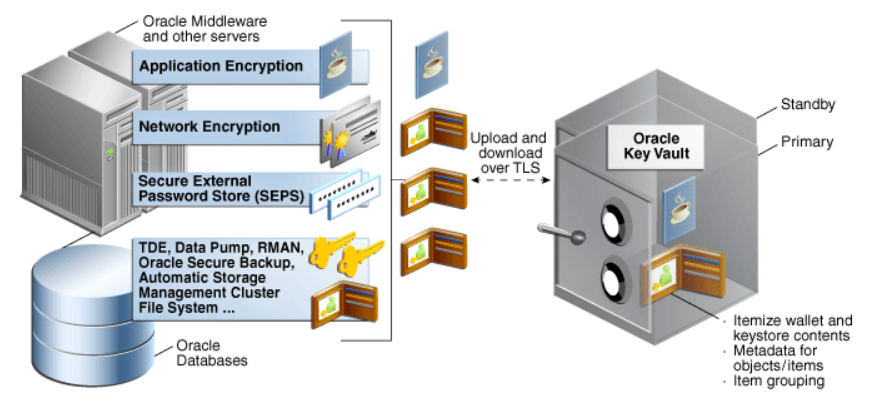 Oracle Middleware
and other servers
Application Encryption
Network Encryption
Secure External
Password Store (SEPS)
TDE, Data Pump, RMAN,
Oracle Secure Backup,
Automatic Storage
Management Cluster
File System ...
Oracle
Databases
Upload and
download
over TLS
Oracle
Key Vault
Standby
Primary
· Itemize wallet and
keystore contents
· Metadata for
objects/items
· Item grouping